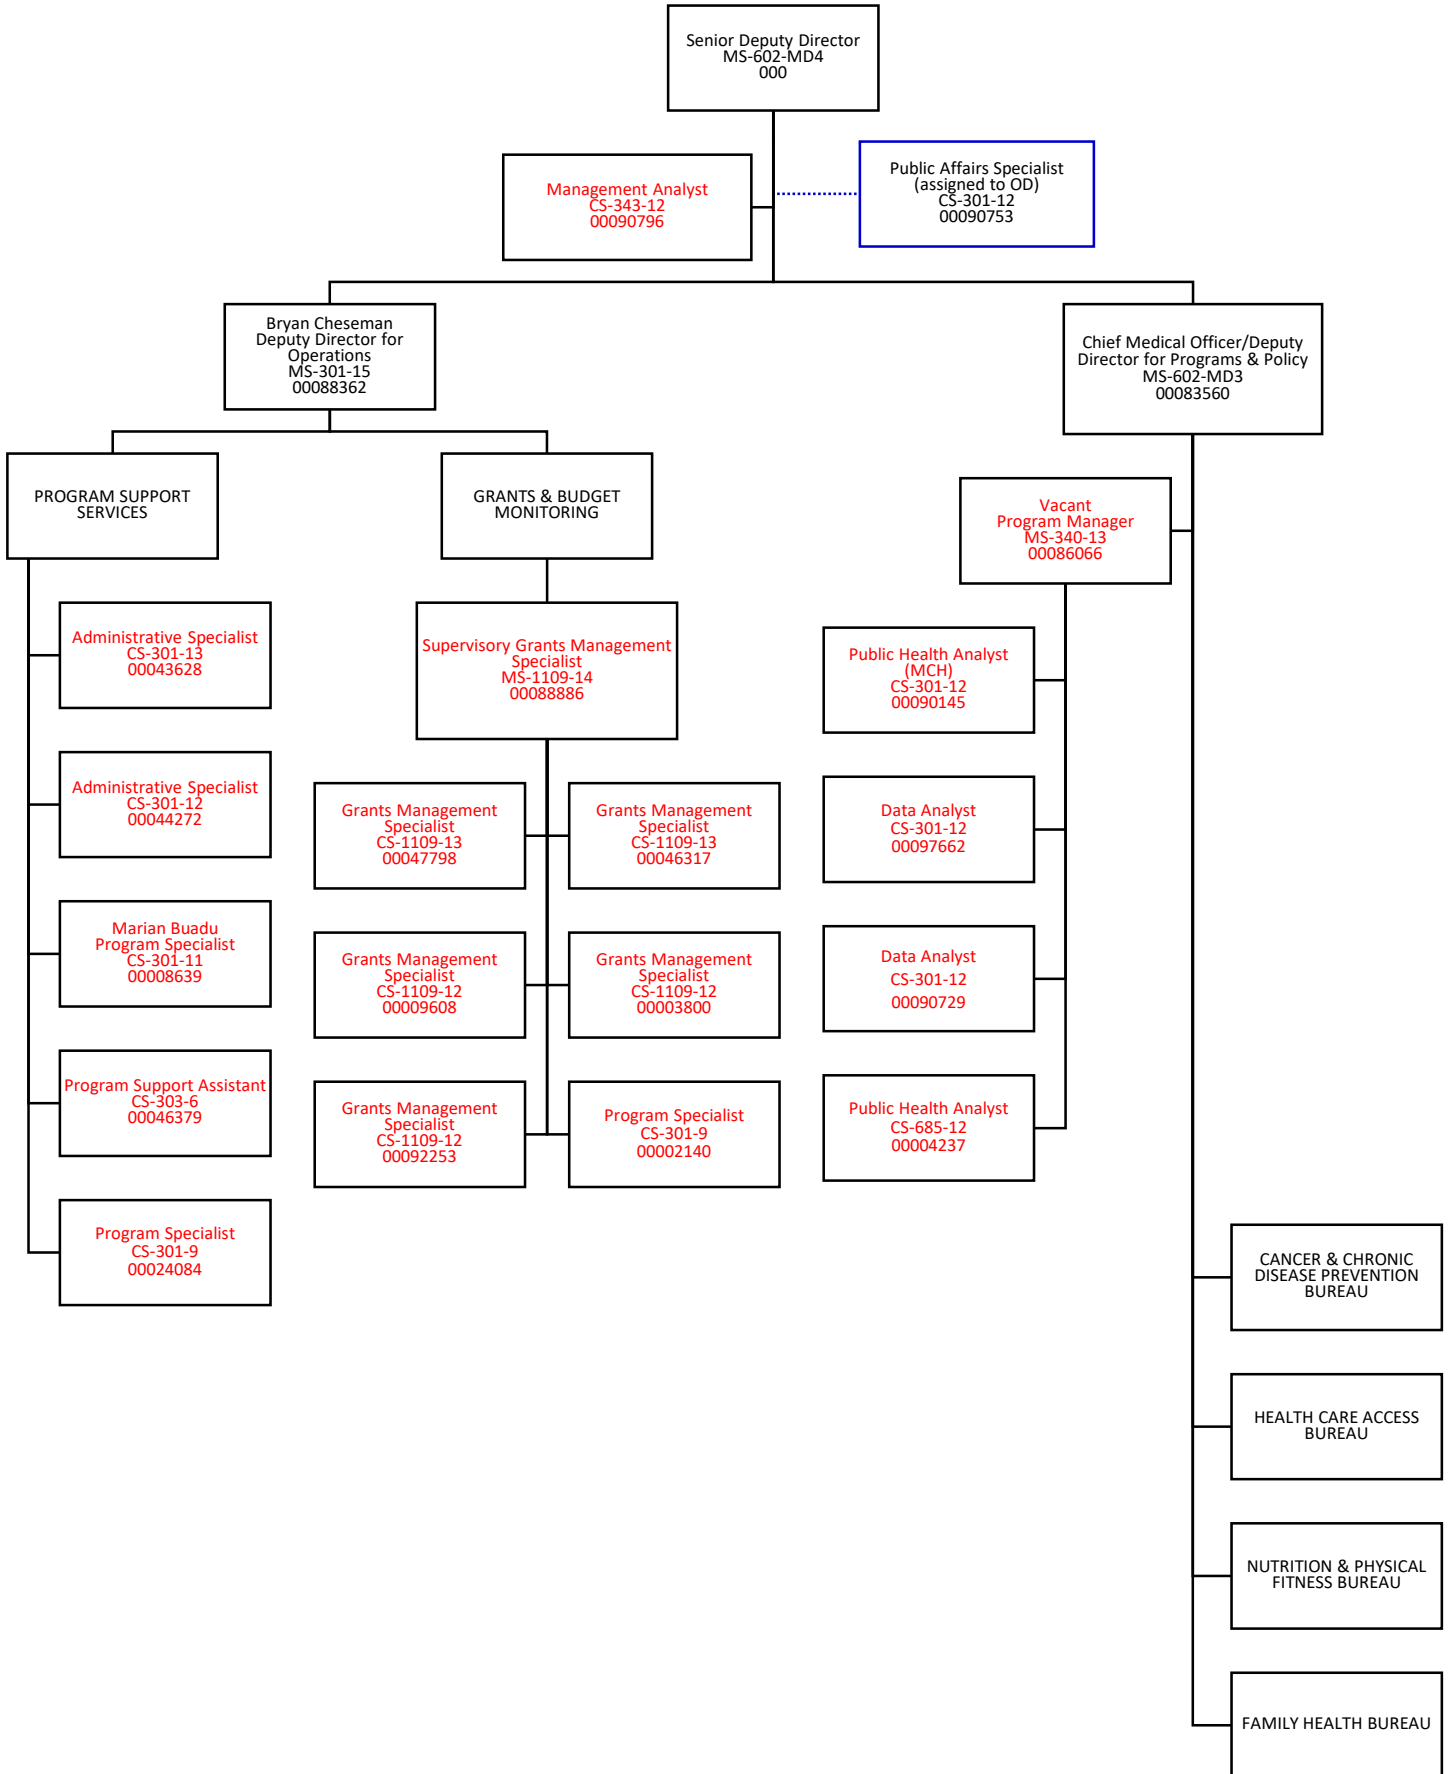 Senior Deputy Director
MS-602-MD4
000
Management Analyst
CS-343-12
00090796
Public Affairs Specialist
(assigned to OD)
CS-301-12
00090753
Bryan Cheseman
Deputy Director for
Operations
MS-301-15
00088362
Chief Medical Officer/Deputy
Director for Programs & Policy
MS-602-MD3
00083560
PROGRAM SUPPORT
SERVICES
GRANTS & BUDGET
MONITORING
Vacant
Program Manager
MS-340-13
00086066
Administrative Specialist
CS-301-13
00043628
Supervisory Grants Management
Specialist
MS-1109-14
00088886
Public Health Analyst
(MCH)
CS-301-12
00090145
Administrative Specialist
CS-301-12
00044272
Grants Management
Specialist
CS-1109-13
00047798
Grants Management
Specialist
CS-1109-13
00046317
Data Analyst
CS-301-12
00097662
Marian Buadu
Program Specialist
CS-301-11
00008639
Grants Management
Specialist
CS-1109-12
00009608
Grants Management
Specialist
CS-1109-12
00003800
Data Analyst
CS-301-12
00090729
Program Support Assistant
CS-303-6
00046379
Grants Management
Specialist
CS-1109-12
00092253
Program Specialist
CS-301-9
00002140
Public Health Analyst
CS-685-12
00004237
Program Specialist
CS-301-9
00024084
CANCER & CHRONIC
DISEASE PREVENTION
BUREAU
HEALTH CARE ACCESS
BUREAU
NUTRITION & PHYSICAL
FITNESS BUREAU
FAMILY HEALTH BUREAU